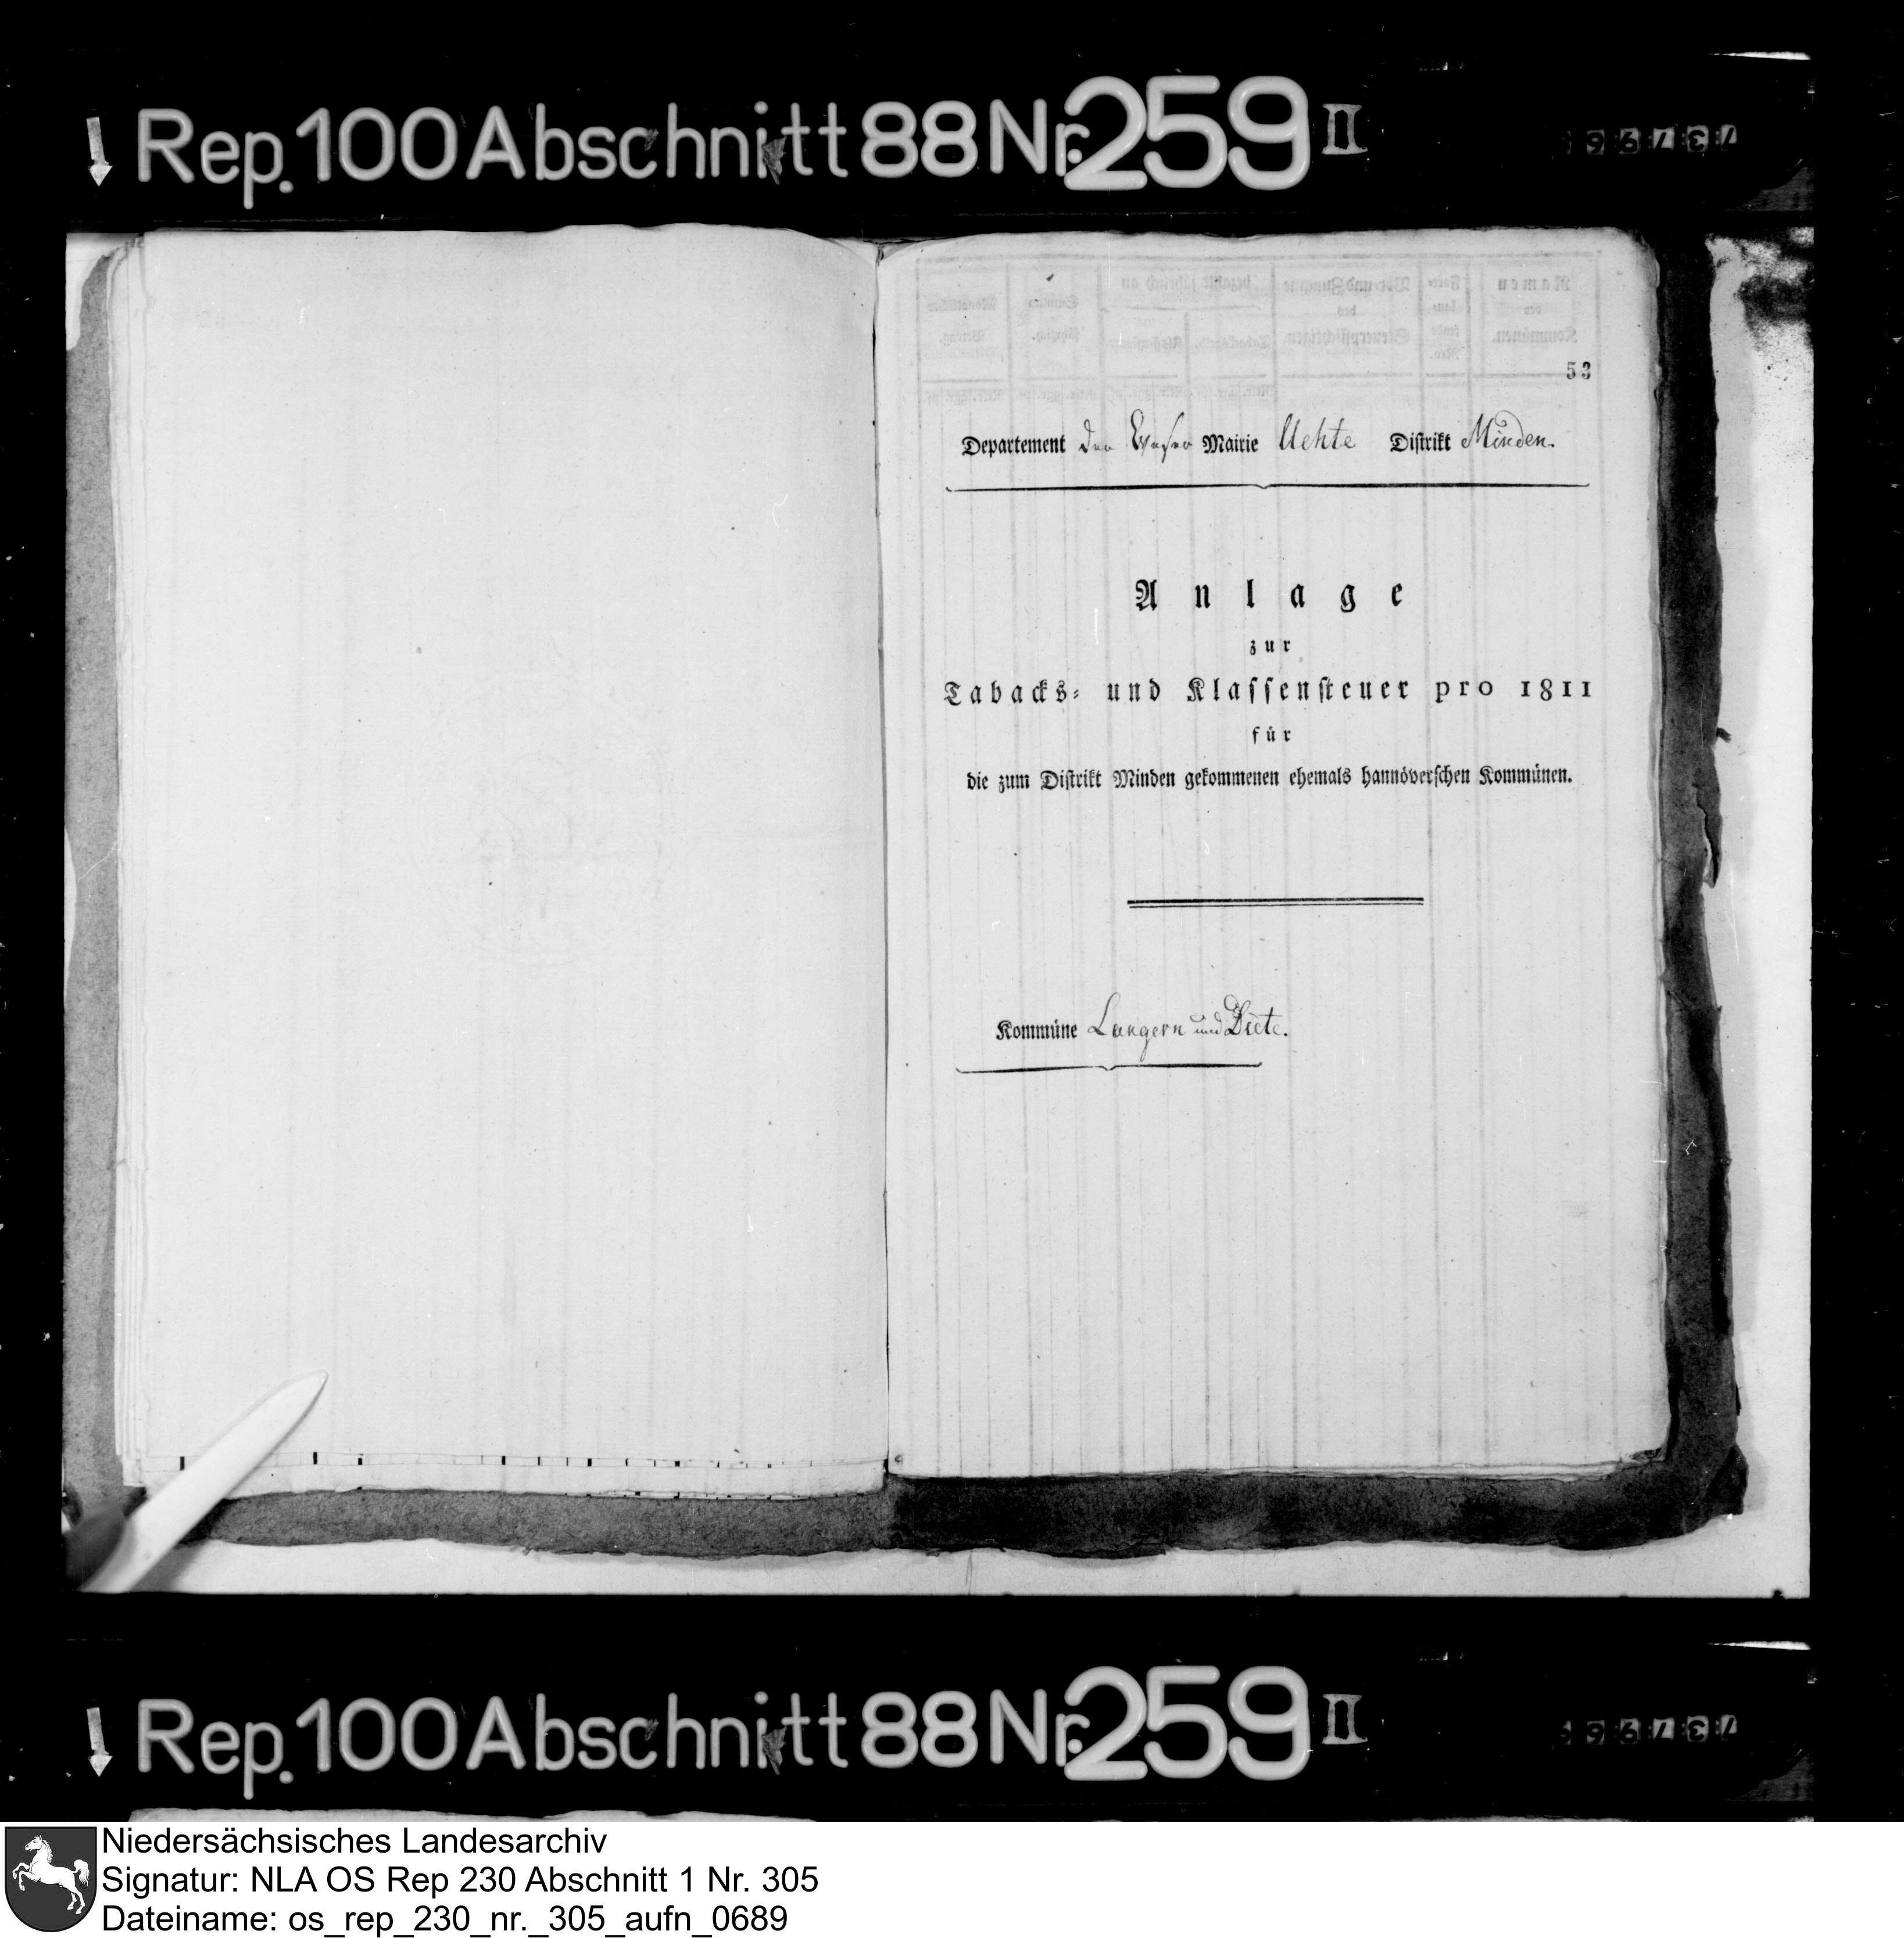 Rep. 100 Abschnitt 88 Nr. 259 II
53
Departement der Weser Mairie Uchte Distrikt Minden.
Anlage
zur
Tabacks- und Klassensteuer pro 1811
für
die zum Distrikt Minden gekommenen ehemals hannöverschen Kommünen.
Kommüne Langern und Diete.
Rep. 100 Abschnitt 88 Nr. 259 II
Niedersächsisches Landesarchiv
Signatur: NLA OS Rep 230 Abschnitt 1 Nr. 305
Dateiname: os_rep_230_nr._305_aufn_0689